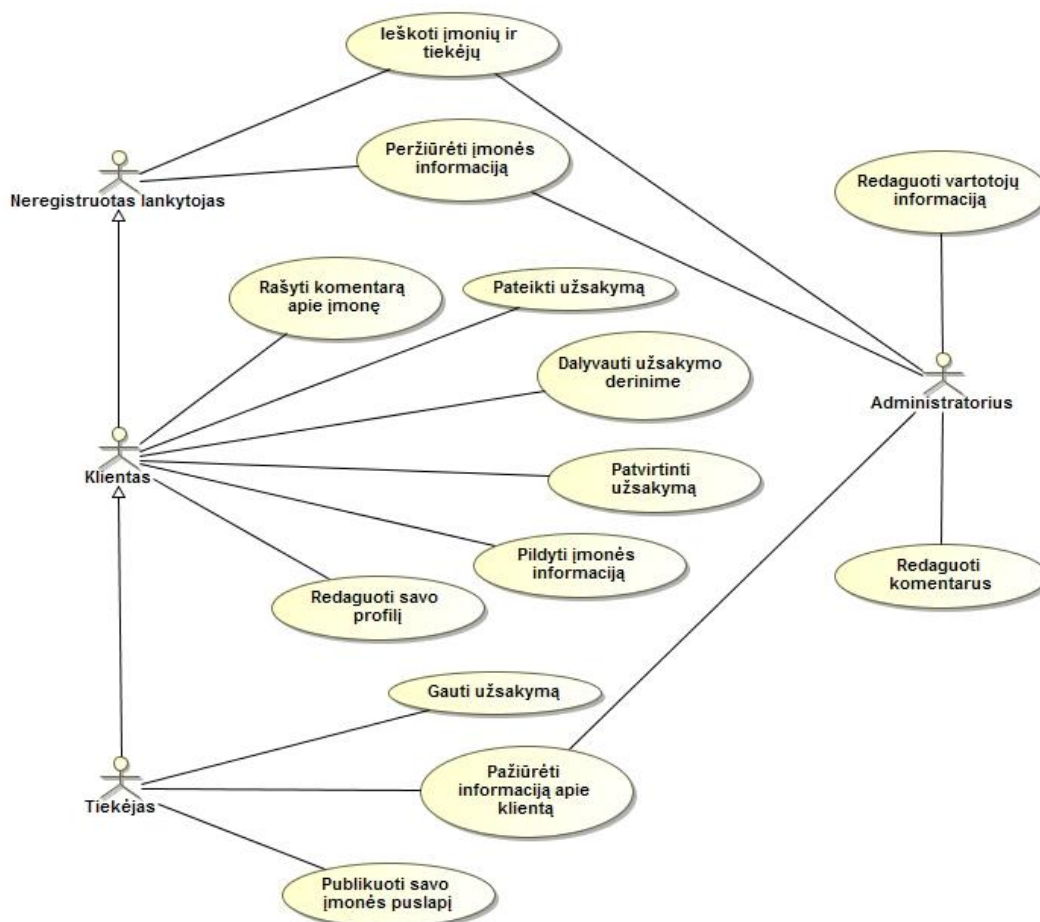 Ieškoti įmonių ir
tiekėjų
Peržiūrėti įmonės
informaciją
Neregistruotas lankytojas
Redaguoti vartotojų
informaciją
Rašyti komentarą
apie įmonę
Pateikti užsakymą
Dalyvauti užsakymo
derinime
Administratorius
Klientas
Patvirtinti
užsakymą
Pildyti įmonės
informaciją
Redaguoti
komentarus
Redaguoti savo
profilį
Gauti užsakymą
Pažiūrėti
informaciją apie
klientą
Tiekėjas
Publikuoti savo
įmonės puslapį